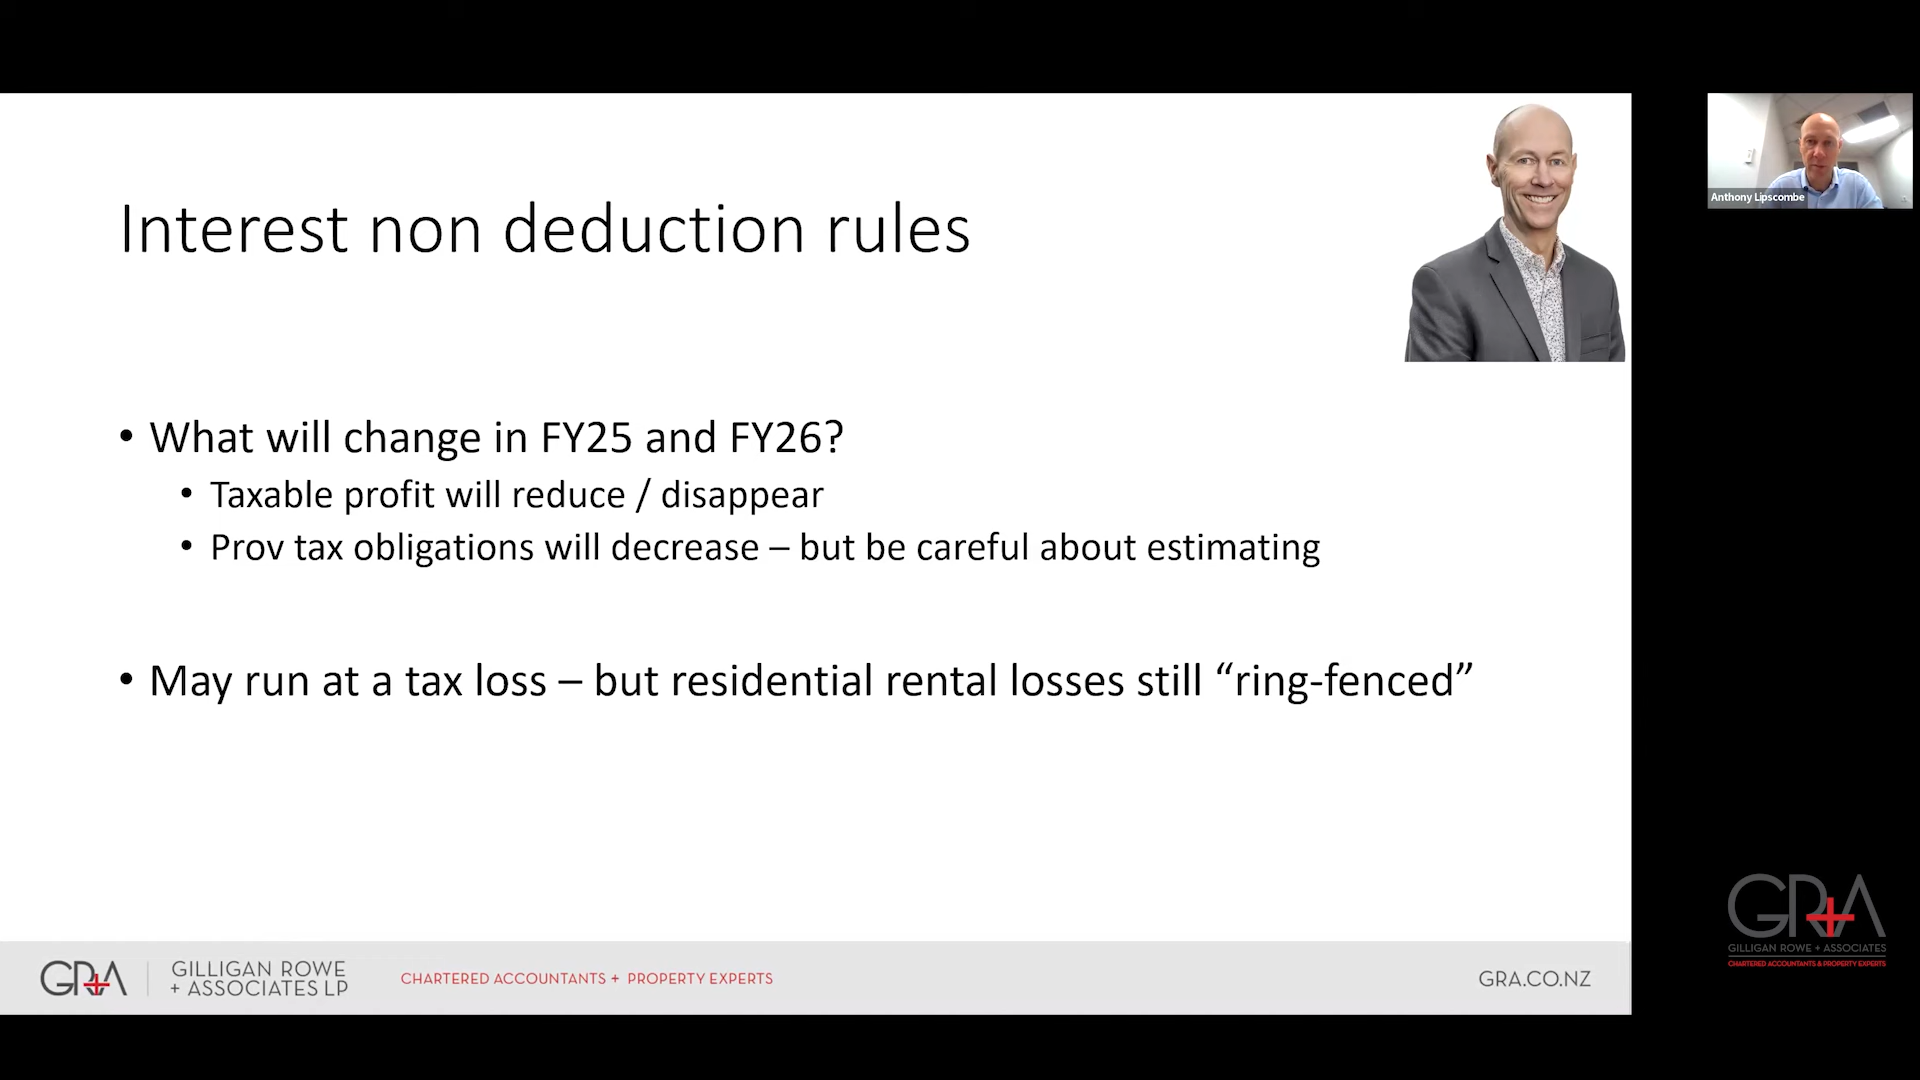 Interest non deduction rules
• What will change in FY25 and FY26?
• Taxable profit will reduce / disappear
• Prov tax obligations will decrease – but be careful about estimating
• May run at a tax loss – but residential rental losses still “ring-fenced”
Anthony Lipscombe
GRA
GILLIGAN ROWE
+ ASSOCIATES LP
CHARTERED ACCOUNTANTS + PROPERTY EXPERTS
GRA.CO.NZ
GRA
GILLIGAN ROWE + ASSOCIATES
CHARTERED ACCOUNTANTS & PROPERTY EXPERTS